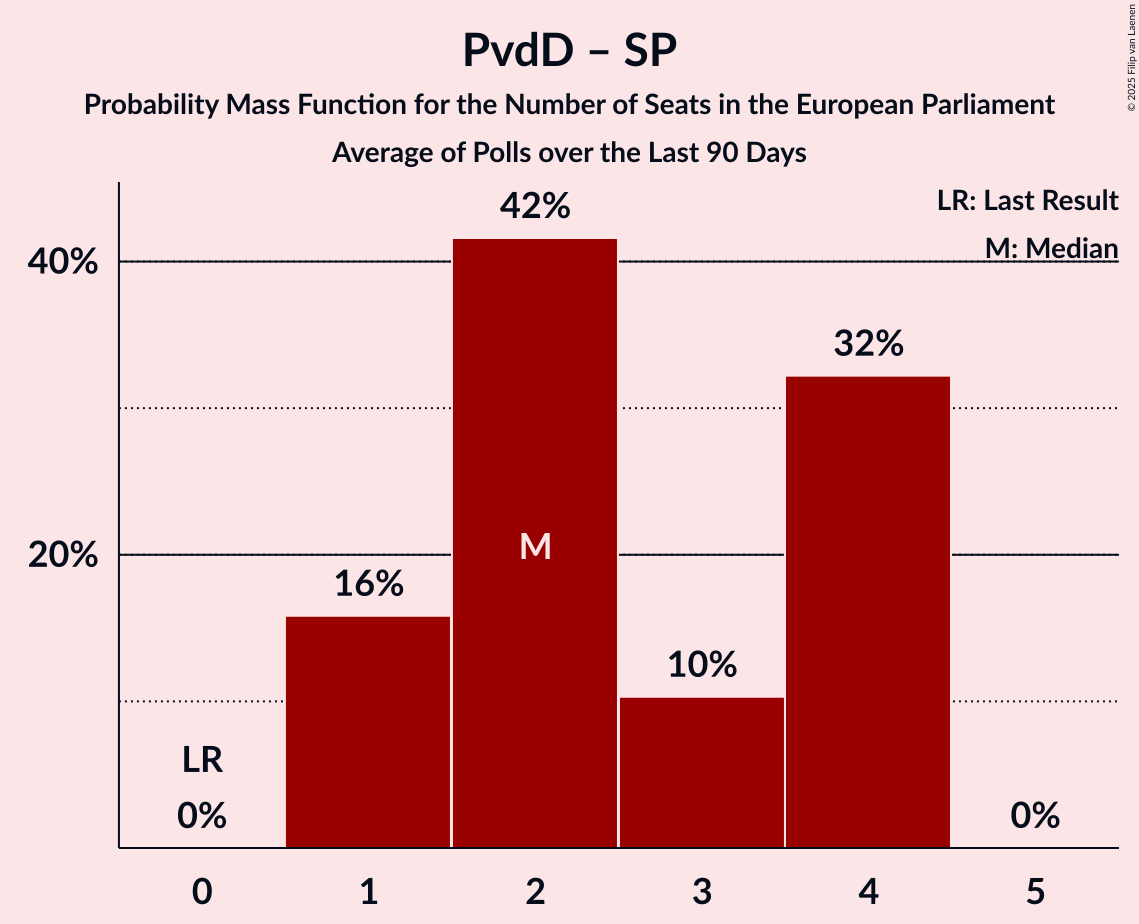 PvdD – SP
Probability Mass Function for the Number of Seats in the European Parliament
Average of Polls over the Last 90 Days
© 2025 Filip van Laenen
LR: Last Result
M: Median
40%
20%
LR
0%
16%
42%
M
10%
32%
0%
0 1 2 3 4 5